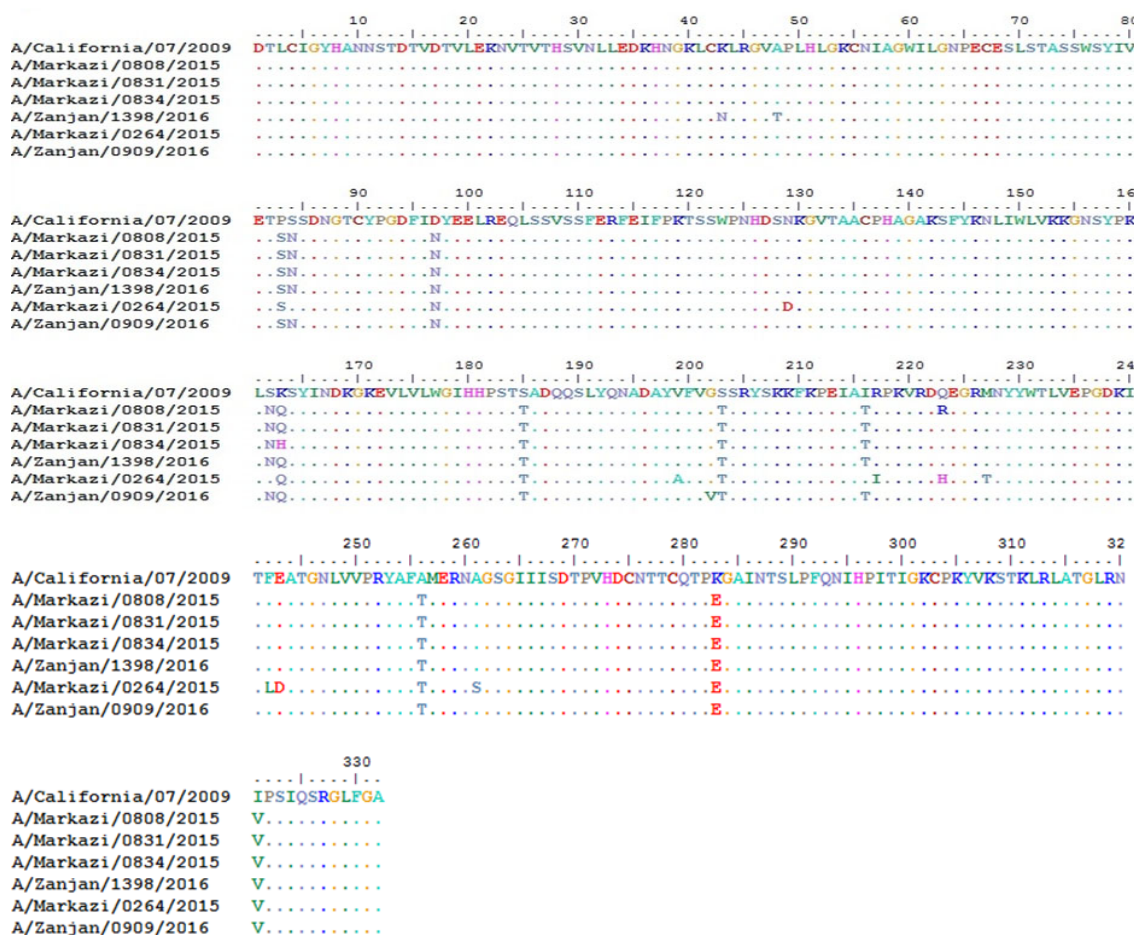 10 20 30 40 50 60 70 80
....|....|....|....|....|....|....|....|....|....|....|....|....|....|....|....|
A/California/07/2009 DTLCIGYHANNSTDTVDTVLEKNVTVTHSVNLLEDKHNGKLCKLRGVAPLHLGKCNIAGWILGNPECESLSTASSWSYIV
A/Markazi/0808/2015 ................................................................................
A/Markazi/0831/2015 ................................................................................
A/Markazi/0834/2015 ................................................................................
A/Zanjan/1398/2016 ..........................................N....T................................
A/Markazi/0264/2015 ................................................................................
A/Zanjan/0909/2016 ................................................................................
90 100 110 120 130 140 150 160
....|....|....|....|....|....|....|....|....|....|....|....|....|....|....|....|
A/California/07/2009 ETPSSDNGTCYPGDFIDYEELREQLSSVSSFERFEIFPKTSSWPNHDSNKGVTAACPHAGAKSFYKNLIWLVKKGNSYPK
A/Markazi/0808/2015 ..SN............N...............................................................
A/Markazi/0831/2015 ..SN............N...............................................................
A/Markazi/0834/2015 ..SN............N...............................................................
A/Zanjan/1398/2016 ..SN............N...............................................................
A/Markazi/0264/2015 ..S.............N...............................D...............................
A/Zanjan/0909/2016 ..SN............N...............................................................
170 180 190 200 210 220 230 240
....|....|....|....|....|....|....|....|....|....|....|....|....|....|....|....|
A/California/07/2009 LSKSYINDKGKEVLVLWGIHHPSTSADQQSLYQNADAYVFVGSSRYSKKFKPEIAIRPKVRDQEGRMNYYWTLVEPGDKI
A/Markazi/0808/2015 .NQ.....................T.................T............T......R.................
A/Markazi/0831/2015 .NQ.....................T.................T............T........................
A/Markazi/0834/2015 .NH.....................T.................T............T........................
A/Zanjan/1398/2016 .NQ.....................T.................T............T........................
A/Markazi/0264/2015 ..Q.....................T.............A...T.............I.....H...T.............
A/Zanjan/0909/2016 .NQ.....................T................VT............T........................
250 260 270 280 290 300 310 320
....|....|....|....|....|....|....|....|....|....|....|....|....|....|....|....|
A/California/07/2009 TFEATGNLVVPRYAFAMERNAGSGIIISDTPVHDCNTTCQTPKGAINTSLPFQNIHPITIGKCPKYVKSTKLRLATGLRN
A/Markazi/0808/2015 ...............T..........................E.....................................
A/Markazi/0831/2015 ...............T..........................E.....................................
A/Markazi/0834/2015 ...............T..........................E.....................................
A/Zanjan/1398/2016 ...............T..........................E.....................................
A/Markazi/0264/2015 .LD............T....S.....................E.....................................
A/Zanjan/0909/2016 ...............T..........................E.....................................
330
....|....|..
A/California/07/2009 IPSIQSRGLFGA
A/Markazi/0808/2015 V...........
A/Markazi/0831/2015 V...........
A/Markazi/0834/2015 V...........
A/Zanjan/1398/2016 V...........
A/Markazi/0264/2015 V...........
A/Zanjan/0909/2016 V...........